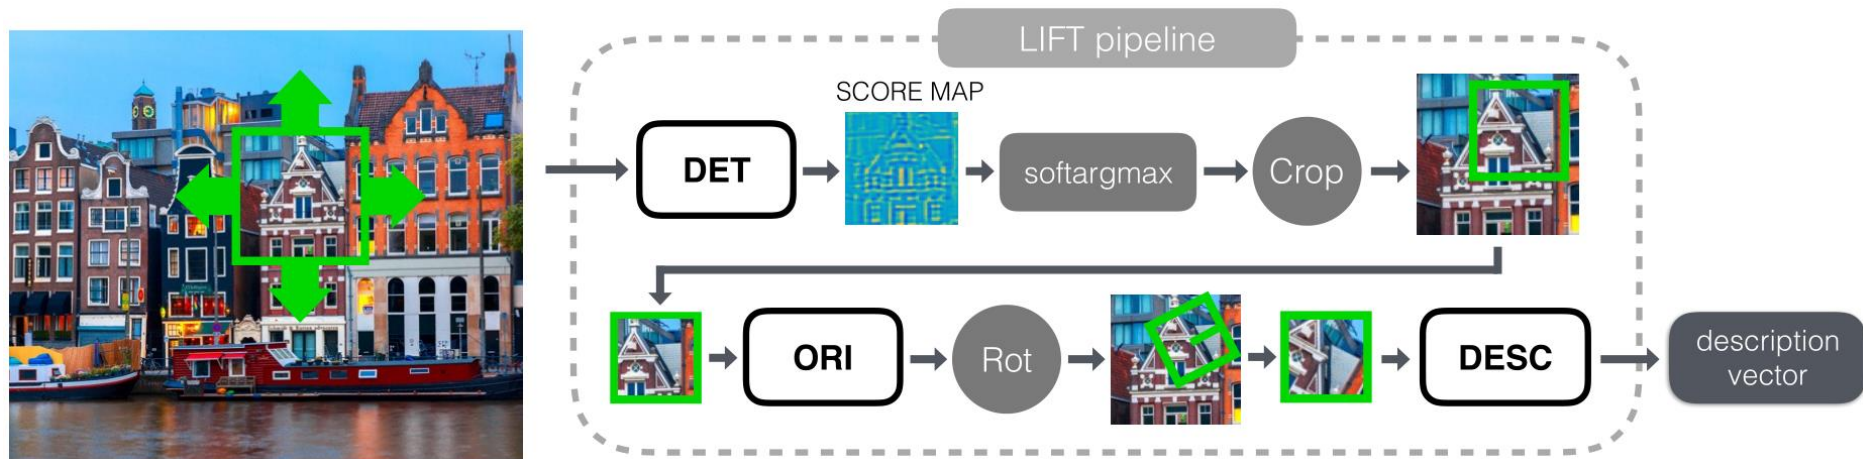 LIFT pipeline
SCORE MAP
DET
softargmax
Crop
ORI
Rot
DESC
description
vector